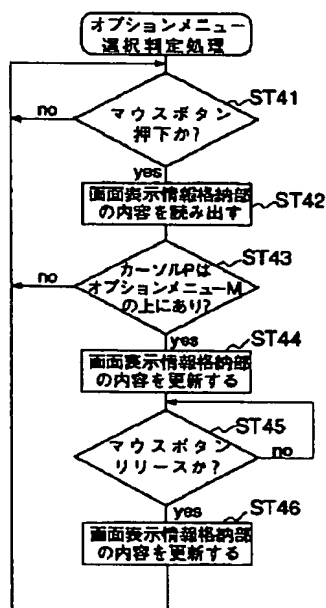 オプションメニュー
選択判定処理
ST41
マウスボタン
押下か?
no
yes
画面表示情報格納部
の内容を読み出す
ST42
ST43
カーソルPは
オプションメニューM
の上にあり?
no
yes
ST44
画面表示情報格納部
の内容を更新する
ST45
マウスボタン
リリースか?
no
yes
ST46
画面表示情報格納部
の内容を更新する